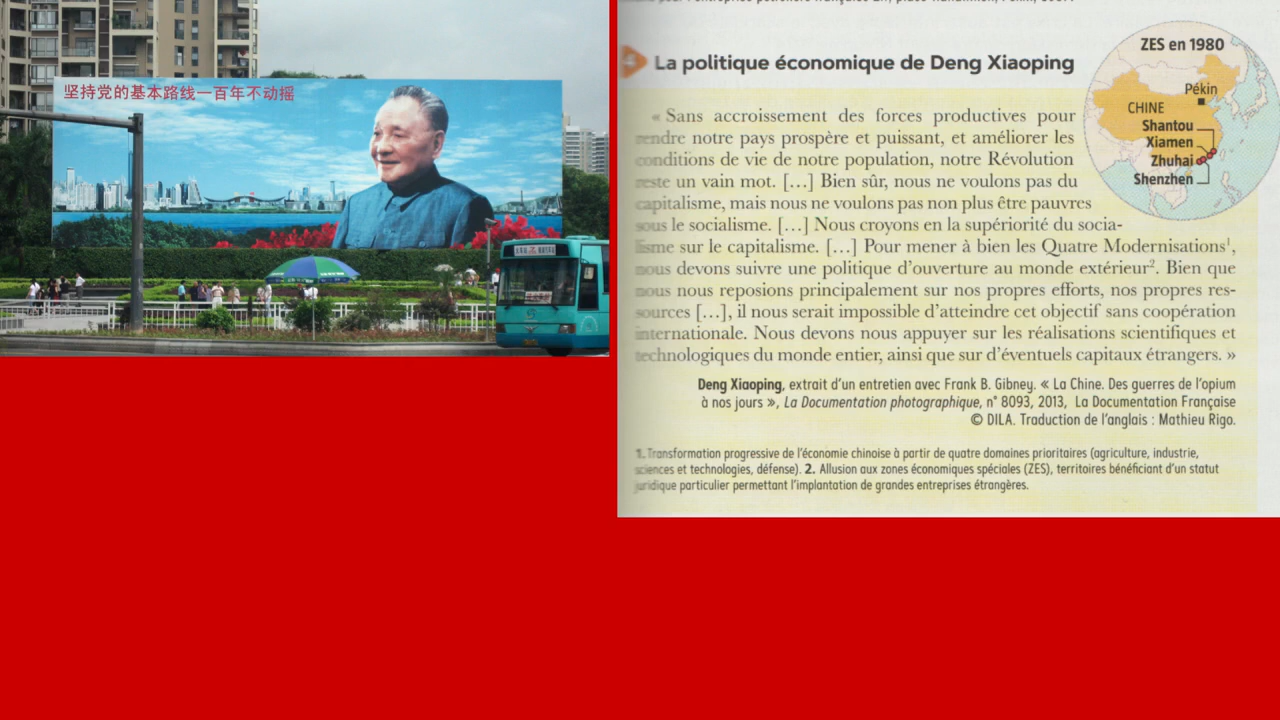 坚持党的基本路线一百年不动摇
La politique économique de Deng Xiaoping
ZES en 1980
Pékin
CHINE
Shantou
Xiamen
Zhuhai
Shenzhen
« Sans accroissement des forces productives pour
rendre notre pays prospère et puissant, et améliorer les
conditions de vie de notre population, notre Révolution
reste un vain mot. […] Bien sûr, nous ne voulons pas du
capitalisme, mais nous ne voulons pas non plus être pauvres
sous le socialisme. […] Nous croyons en la supériorité du socia-
lisme sur le capitalisme. […] Pour mener à bien les Quatre Modernisations¹,
nous devons suivre une politique d'ouverture au monde extérieur². Bien que
nous nous reposions principalement sur nos propres efforts, nos propres res-
sources […], il nous serait impossible d'atteindre cet objectif sans coopération
internationale. Nous devons nous appuyer sur les réalisations scientifiques et
technologiques du monde entier, ainsi que sur d'éventuels capitaux étrangers. »
Deng Xiaoping, extrait d'un entretien avec Frank B. Gibney. « La Chine. Des guerres de l'opium
à nos jours », La Documentation photographique, n° 8093, 2013, La Documentation Française
© DILA. Traduction de l'anglais : Mathieu Rigo.
1. Transformation progressive de l'économie chinoise à partir de quatre domaines prioritaires (agriculture, industrie,
sciences et technologies, défense). 2. Allusion aux zones économiques spéciales (ZES), territoires bénéficiant d'un statut
juridique particulier permettant l'implantation de grandes entreprises étrangères.